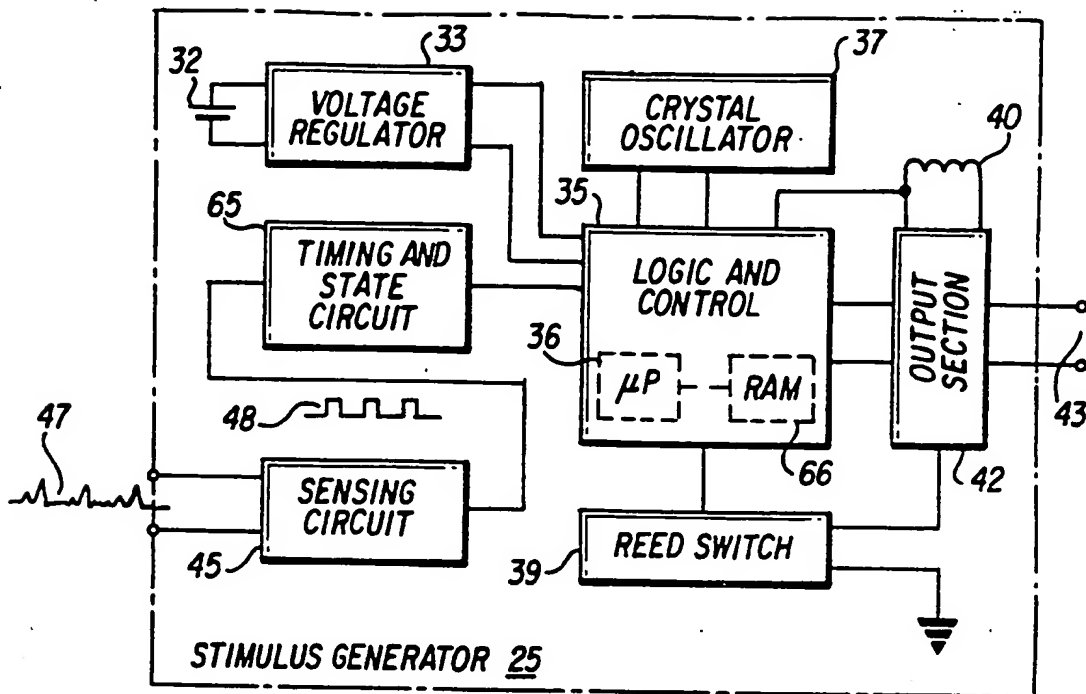 33
32
VOLTAGE
REGULATOR
37
CRYSTAL
OSCILLATOR
40
65
TIMING AND
STATE
CIRCUIT
35
LOGIC AND
CONTROL
36
μP
RAM
66
OUTPUT
SECTION
43
42
48
47
SENSING
CIRCUIT
45
REED SWITCH
39
STIMULUS GENERATOR 25